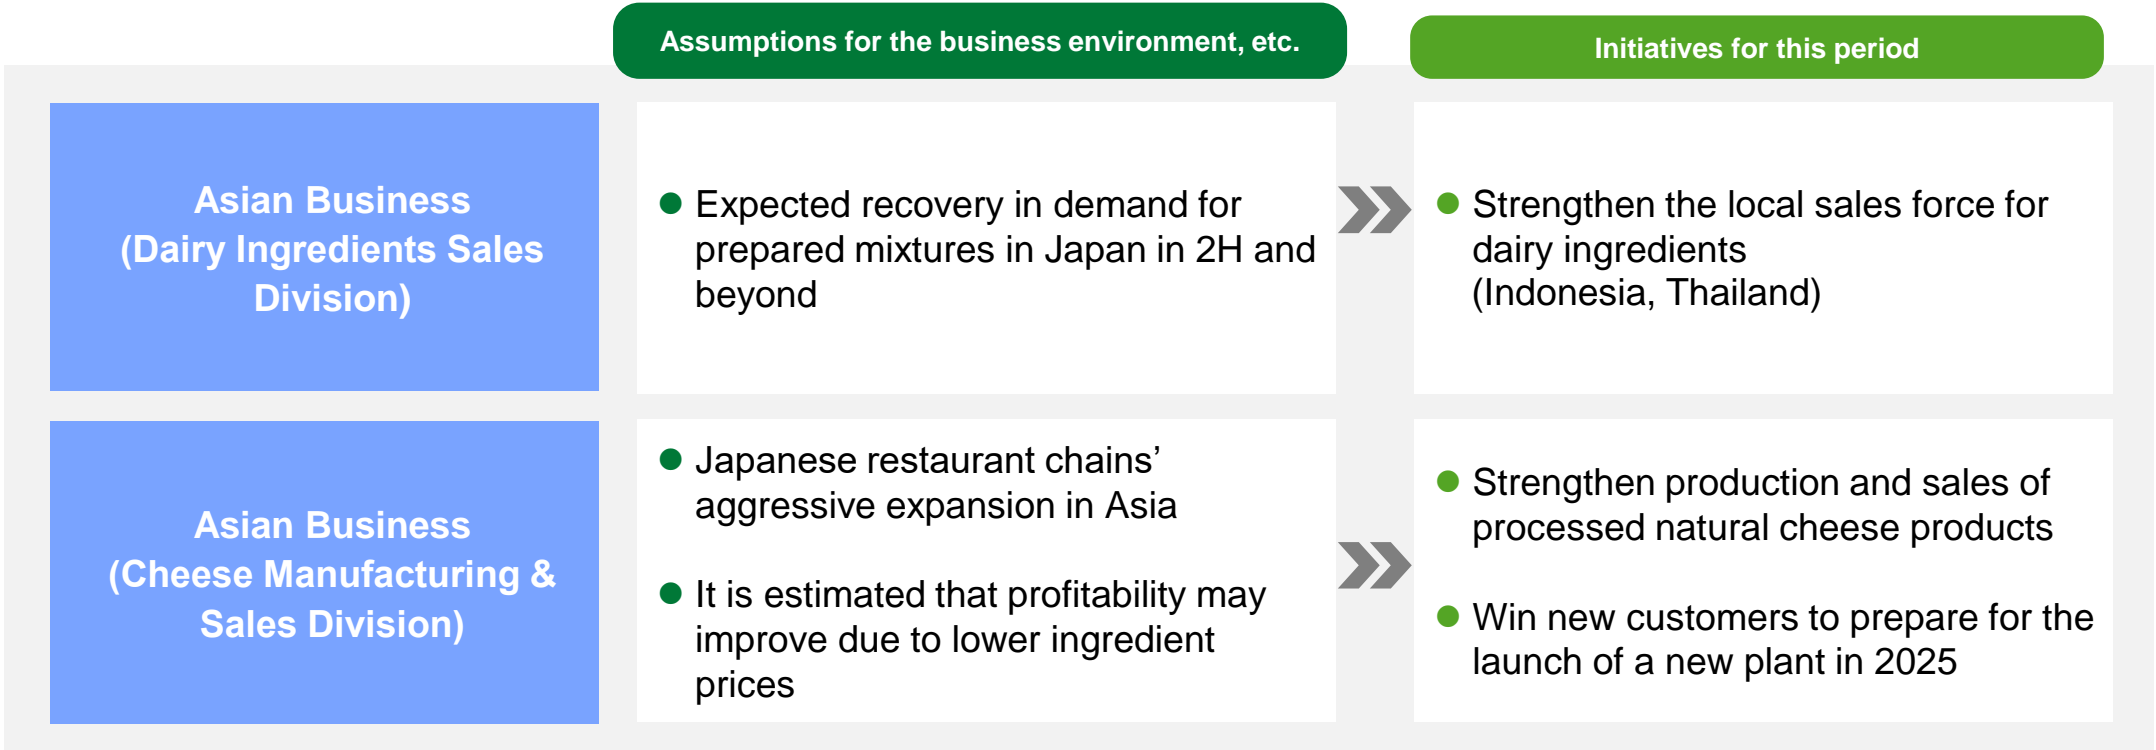 Assumptions for the business environment, etc.
Initiatives for this period
Asian Business
(Dairy Ingredients Sales
Division)
● Expected recovery in demand for
prepared mixtures in Japan in 2H and
beyond
● Strengthen the local sales force for
dairy ingredients
(Indonesia, Thailand)
Asian Business
(Cheese Manufacturing &
Sales Division)
● Japanese restaurant chains’
aggressive expansion in Asia
● It is estimated that profitability may
improve due to lower ingredient
prices
● Strengthen production and sales of
processed natural cheese products
● Win new customers to prepare for the
launch of a new plant in 2025